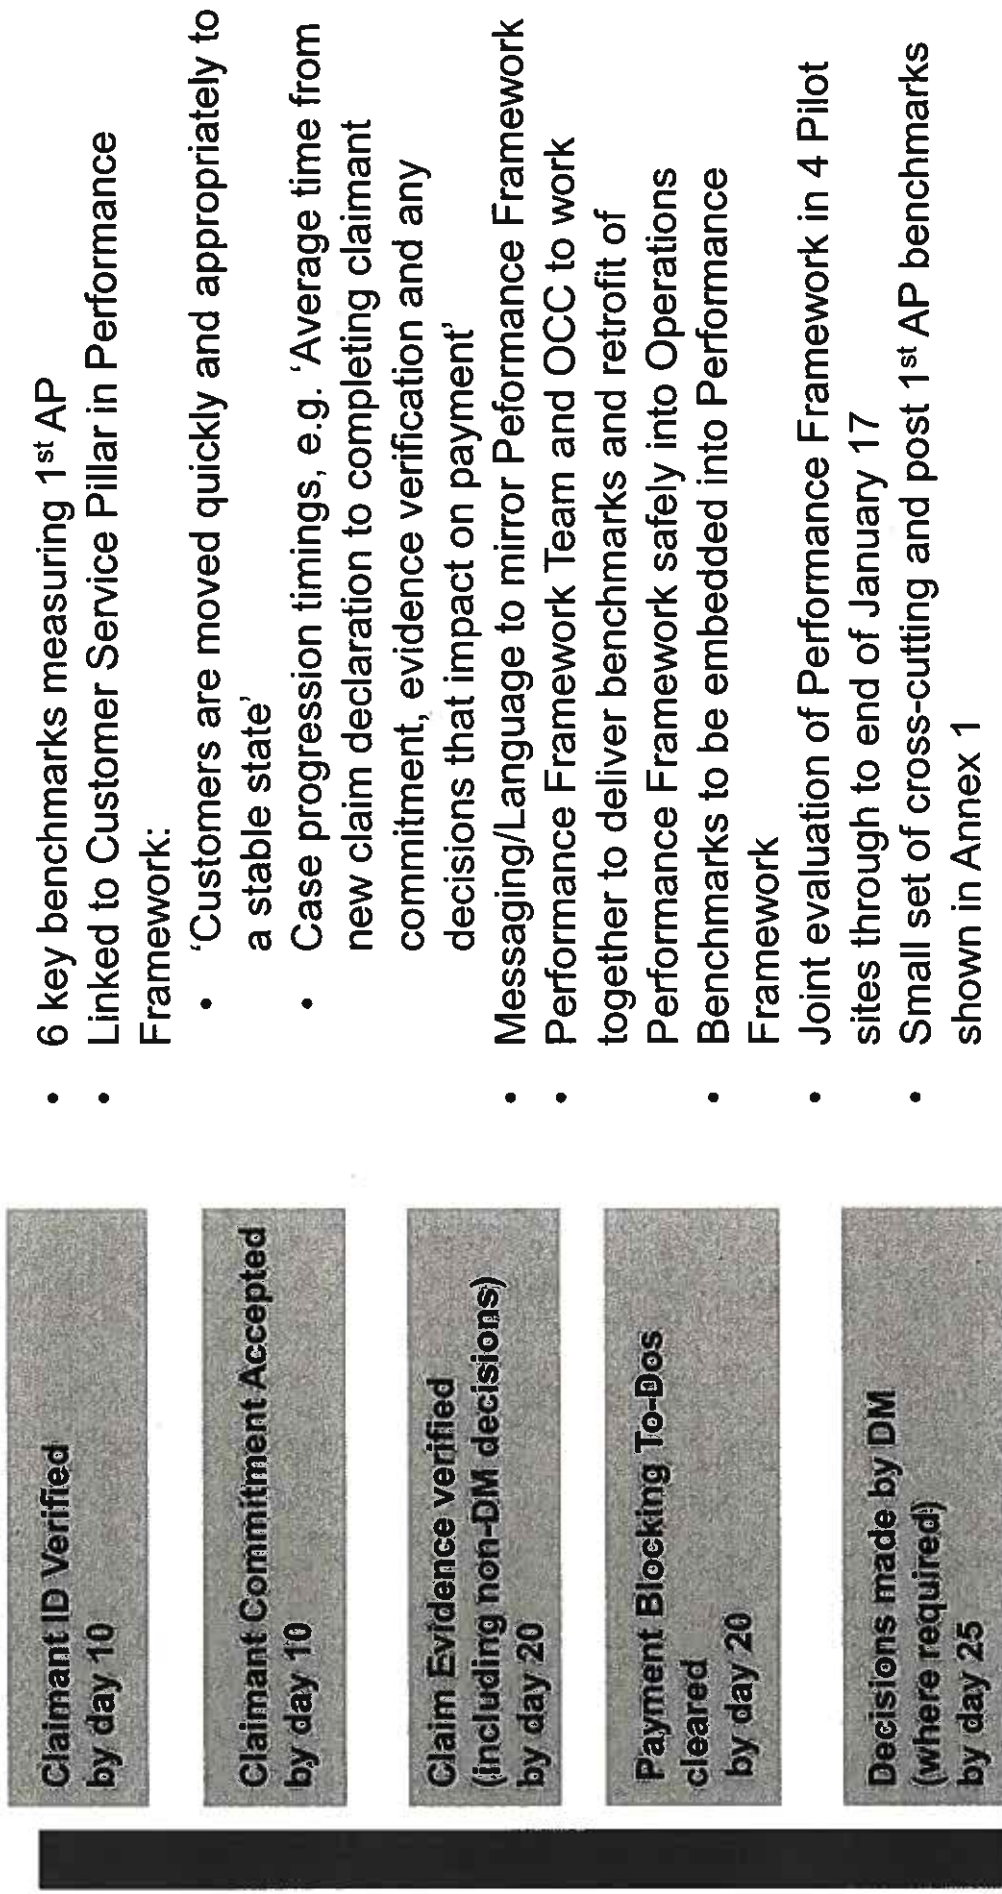 Claimant ID Verified
by day 10
Claimant Commitment Accepted
by day 10
Claim Evidence verified
(including non-DM decisions)
by day 20
Payment Blocking To-Dos
cleared
by day 20
Decisions made by DM
(where required)
by day 25
• 6 key benchmarks measuring 1st AP
• Linked to Customer Service Pillar in Performance
Framework:
• 'Customers are moved quickly and appropriately to
a stable state'
• Case progression timings, e.g. 'Average time from
new claim declaration to completing claimant
commitment, evidence verification and any
decisions that impact on payment'
• Messaging/Language to mirror Peformance Framework
• Performance Framework Team and OCC to work
together to deliver benchmarks and retrofit of
Performance Framework safely into Operations
• Benchmarks to be embedded into Performance
Framework
• Joint evaluation of Performance Framework in 4 Pilot
sites through to end of January 17
• Small set of cross-cutting and post 1st AP benchmarks
shown in Annex 1